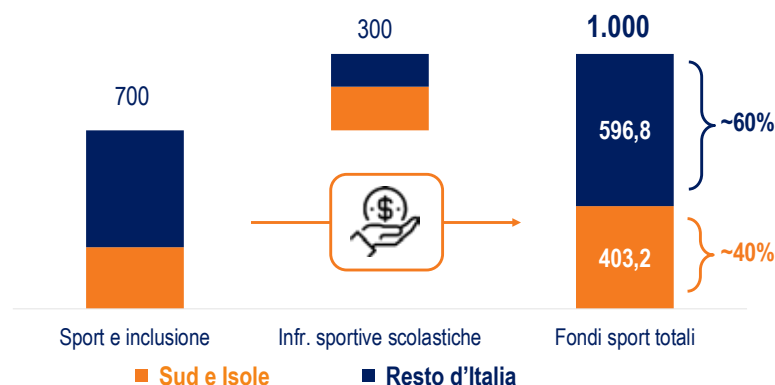 700
300
1.000
596,8
~60%
403,2
~40%
$
Sport e inclusione
Infr. sportive scolastiche
Fondi sport totali
Sud e Isole
Resto d'Italia